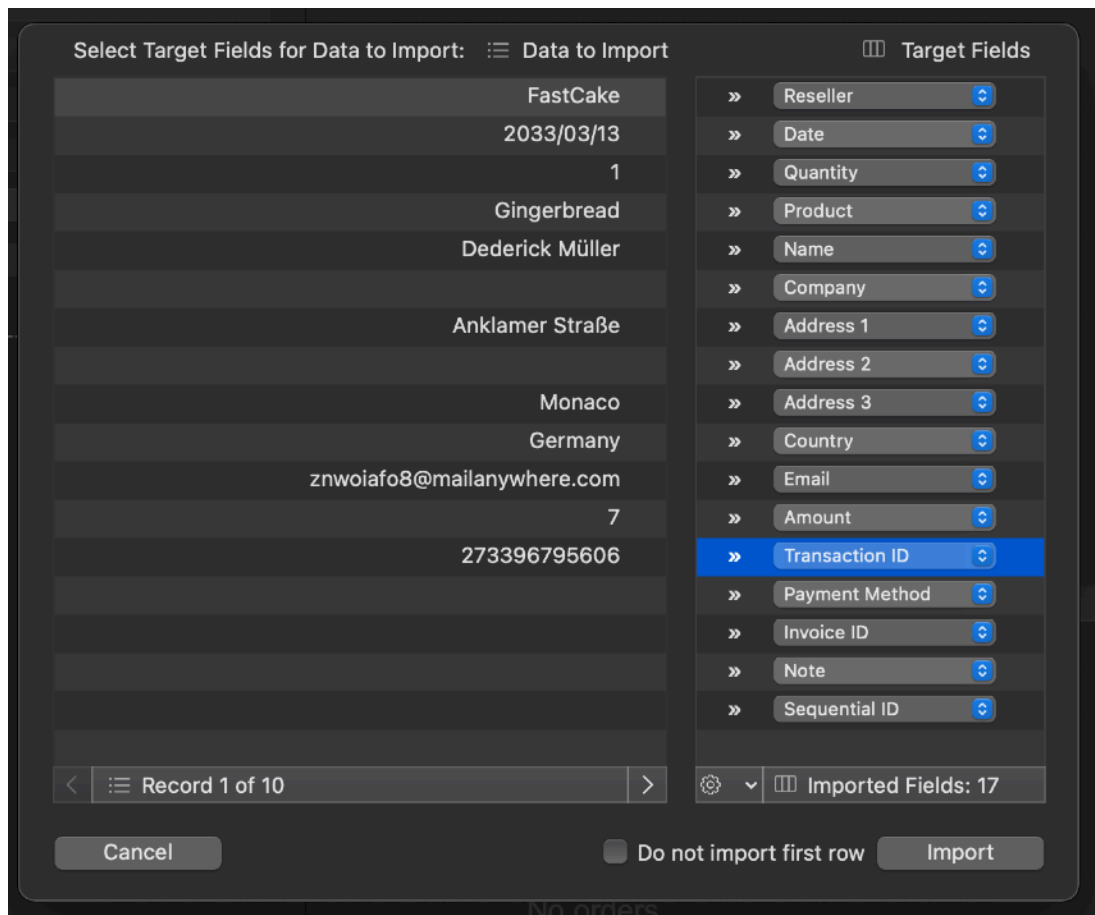 Select Target Fields for Data to Import: Data to Import Target Fields
FastCake » Reseller
2033/03/13 » Date
1 » Quantity
Gingerbread » Product
Dederick Müller » Name
» Company
Anklamer Straße » Address 1
» Address 2
Monaco » Address 3
Germany » Country
znwoiafo8@mailanywhere.com » Email
7 » Amount
273396795606 » Transaction ID
» Payment Method
» Invoice ID
» Note
» Sequential ID
Record 1 of 10 Imported Fields: 17
Cancel Do not import first row Import
No orders